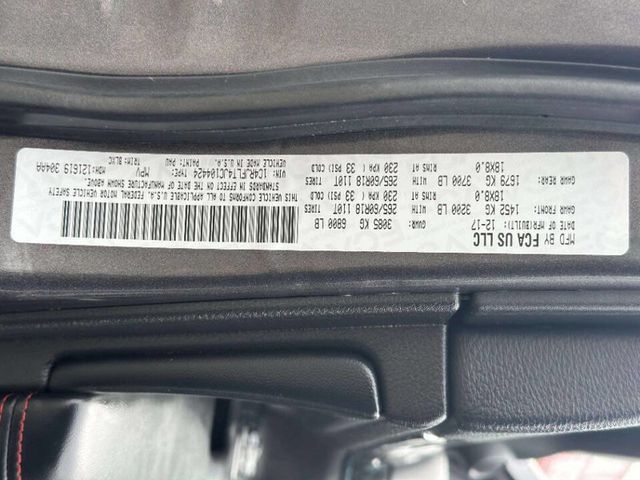 MFD BY FCA US LLC
DATE OF MFR(BUILT): 12-17 GVWR: 3085 KG 6800 LB
GAWR FRONT: 1452 KG 3200 LB WITH 265/60R18 110T TIRES
18X8.0 RIMS AT 230 KPA 33 PSI COLD
GAWR REAR: 1679 KG 3700 LB WITH 265/60R18 110T TIRES
18X8.0 RIMS AT 230 KPA 33 PSI COLD
THIS VEHICLE CONFORMS TO ALL APPLICABLE U.S.A. FEDERAL MOTOR VEHICLE SAFETY
STANDARDS IN EFFECT ON THE DATE OF MANUFACTURE SHOWN ABOVE.
VIN: 1C4RJFLT4JC104424 TYPE: MPV MDH: 121619 304AA
VEHICLE MADE IN U.S.A. PAINT: PAU TRIM: BLXC